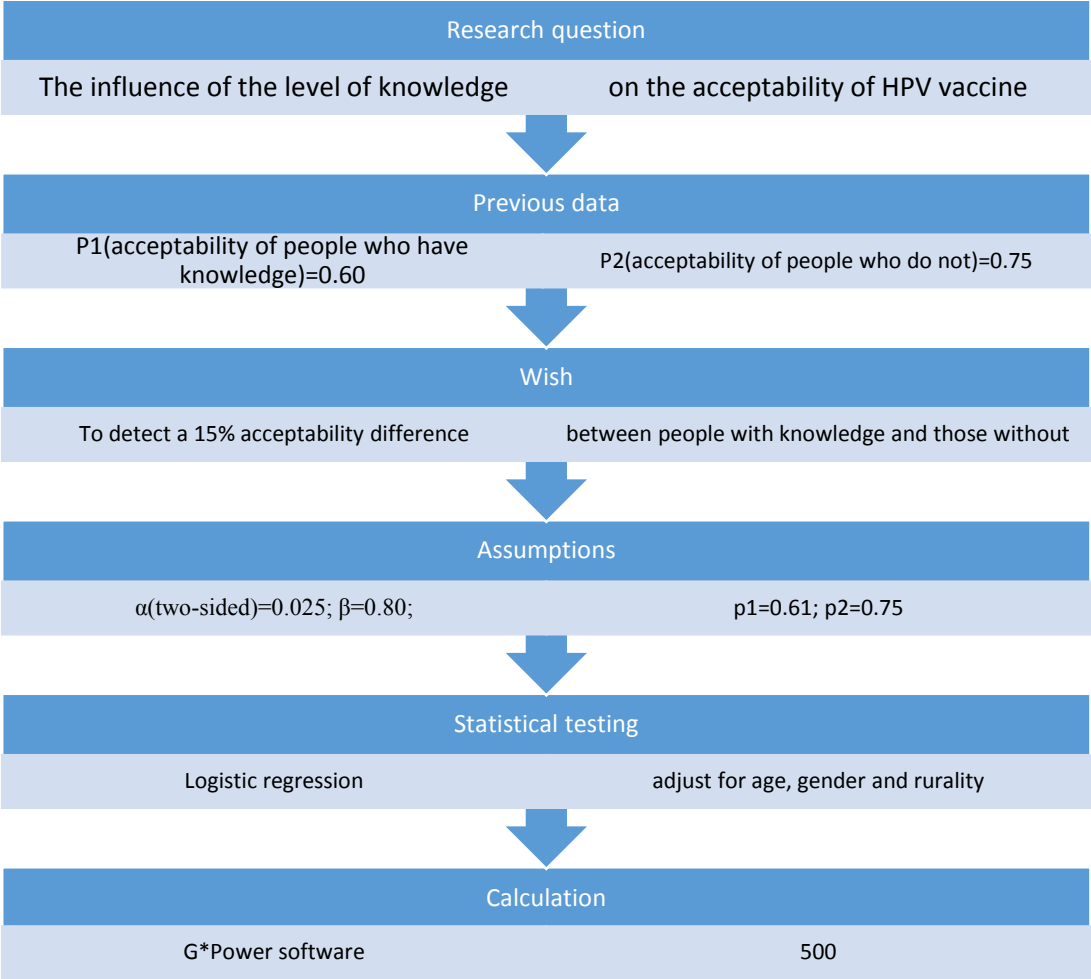 Research question
The influence of the level of knowledge
on the acceptability of HPV vaccine
Previous data
P1(acceptability of people who have
knowledge)=0.60
P2(acceptability of people who do not)=0.75
Wish
To detect a 15% acceptability difference
between people with knowledge and those without
Assumptions
α(two-sided)=0.025; β=0.80;
p1=0.61; p2=0.75
Statistical testing
Logistic regression
adjust for age, gender and rurality
Calculation
G*Power software
500